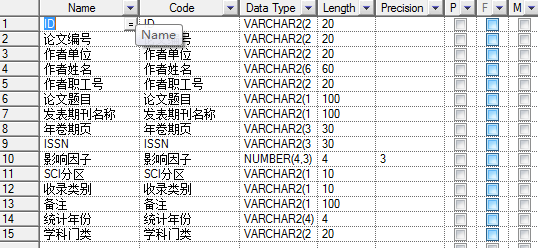 Name Code Data Type Length Precision P F M
1 ID = ID VARCHAR2(2 20
2 论文编号 论文编号 VARCHAR2(2 20
3 作者单位 作者单位 VARCHAR2(2 20
4 作者姓名 作者姓名 VARCHAR2(6 60
5 作者职工号 作者职工号 VARCHAR2(2 20
6 论文题目 论文题目 VARCHAR2(1 100
7 发表期刊名称 发表期刊名称 VARCHAR2(1 100
8 年卷期页 年卷期页 VARCHAR2(3 30
9 ISSN ISSN VARCHAR2(3 30
10 影响因子 影响因子 NUMBER(4,3) 4 3
11 SCI分区 SCI分区 VARCHAR2(1 10
12 收录类别 收录类别 VARCHAR2(1 10
13 备注 备注 VARCHAR2(1 100
14 统计年份 统计年份 VARCHAR2(4) 4
15 学科门类 学科门类 VARCHAR2(2 20
Name